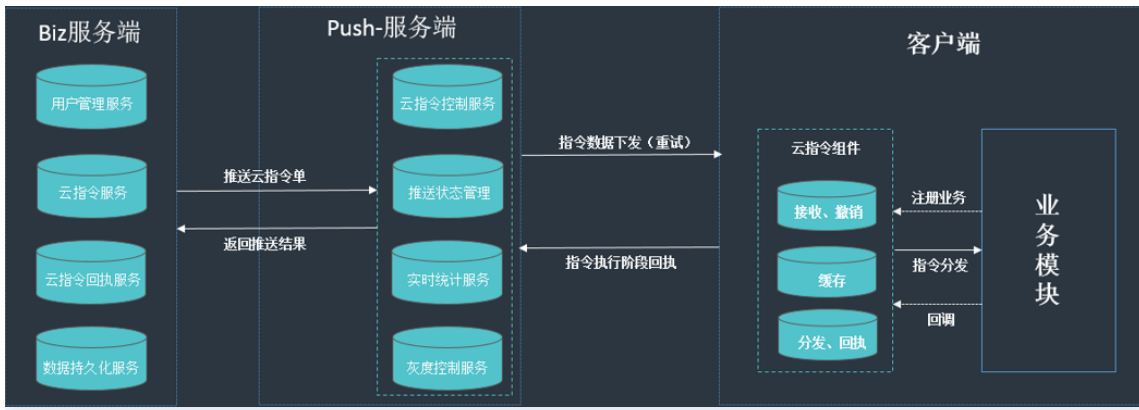 Biz服务端
用户管理服务
云指令服务
云指令回执服务
数据持久化服务
推送云指令单
返回推送结果
Push-服务端
云指令控制服务
推送状态管理
实时统计服务
灰度控制服务
指令数据下发（重试）
指令执行阶段回执
客户端
云指令组件
接收、撤销
缓存
分发、回执
注册业务
指令分发
回调
业务模块